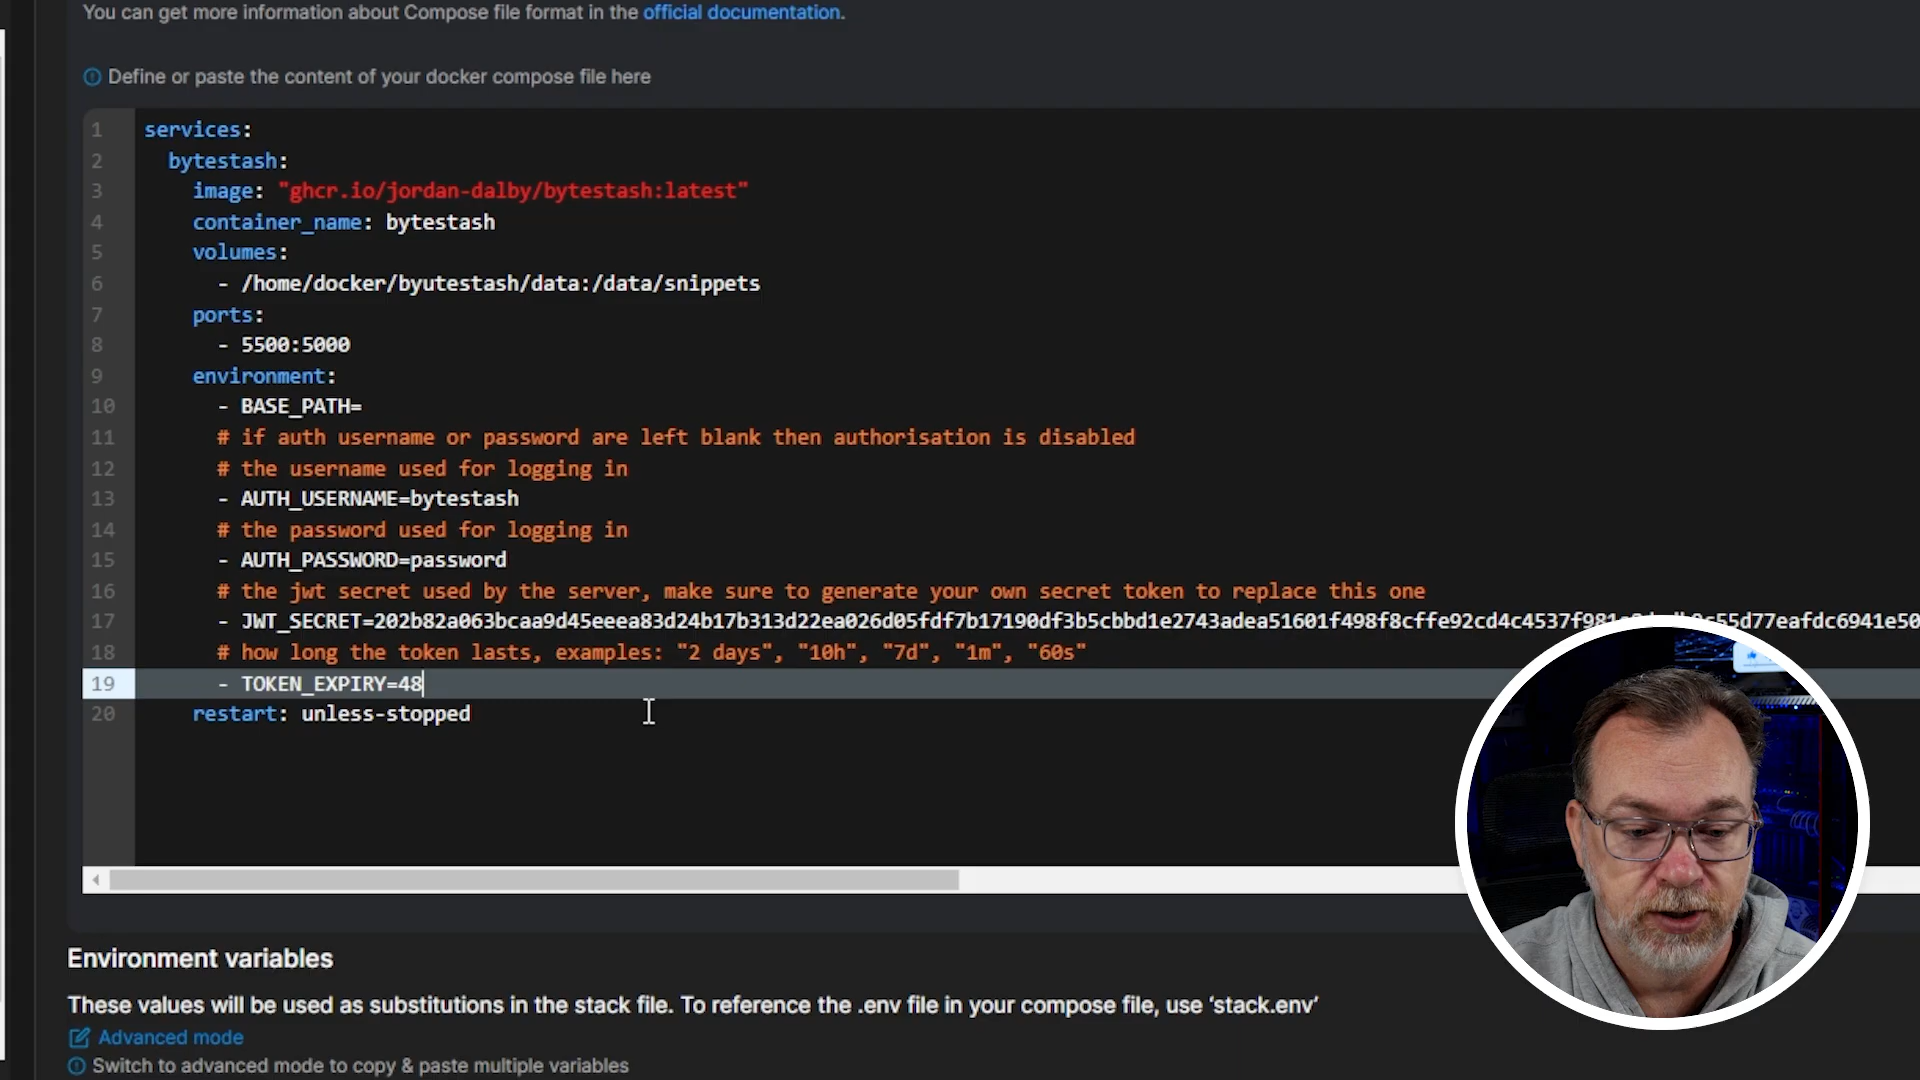 You can get more information about Compose file format in the official documentation.
Define or paste the content of your docker compose file here
1 services:
2 bytestash:
3 image: "ghcr.io/jordan-dalby/bytestash:latest"
4 container_name: bytestash
5 volumes:
6 - /home/docker/byutestash/data:/data/snippets
7 ports:
8 - 5500:5000
9 environment:
10 - BASE_PATH=
11 # if auth username or password are left blank then authorisation is disabled
12 # the username used for logging in
13 - AUTH_USERNAME=bytestash
14 # the password used for logging in
15 - AUTH_PASSWORD=password
16 # the jwt secret used by the server, make sure to generate your own secret token to replace this one
17 - JWT_SECRET=
18 # how long the token lasts, examples: "2 days", "10h", "7d", "1m", "60s"
19 - TOKEN_EXPIRY=48
20 restart: unless-stopped
Environment variables
These values will be used as substitutions in the stack file. To reference the .env file in your compose file, use ‘stack.env’
Advanced mode
Switch to advanced mode to copy & paste multiple variables